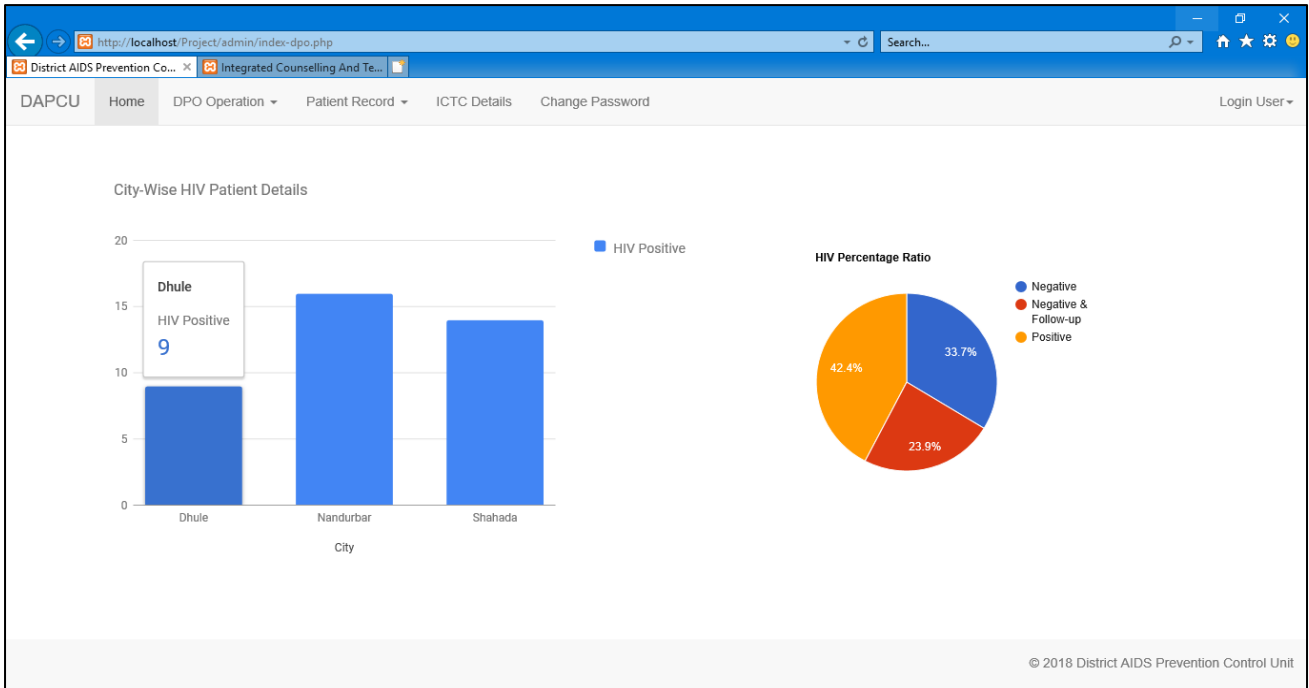 http://localhost/Project/admin/index-dpo.php
Search...
District AIDS Prevention Co...
Integrated Counselling And Te...
DAPCU Home DPO Operation Patient Record ICTC Details Change Password Login User
City-Wise HIV Patient Details
20
15
10
5
0
Dhule
HIV Positive
9
Dhule Nandurbar Shahada
City
HIV Positive
HIV Percentage Ratio
33.7%
23.9%
42.4%
Negative
Negative &
Follow-up
Positive
© 2018 District AIDS Prevention Control Unit